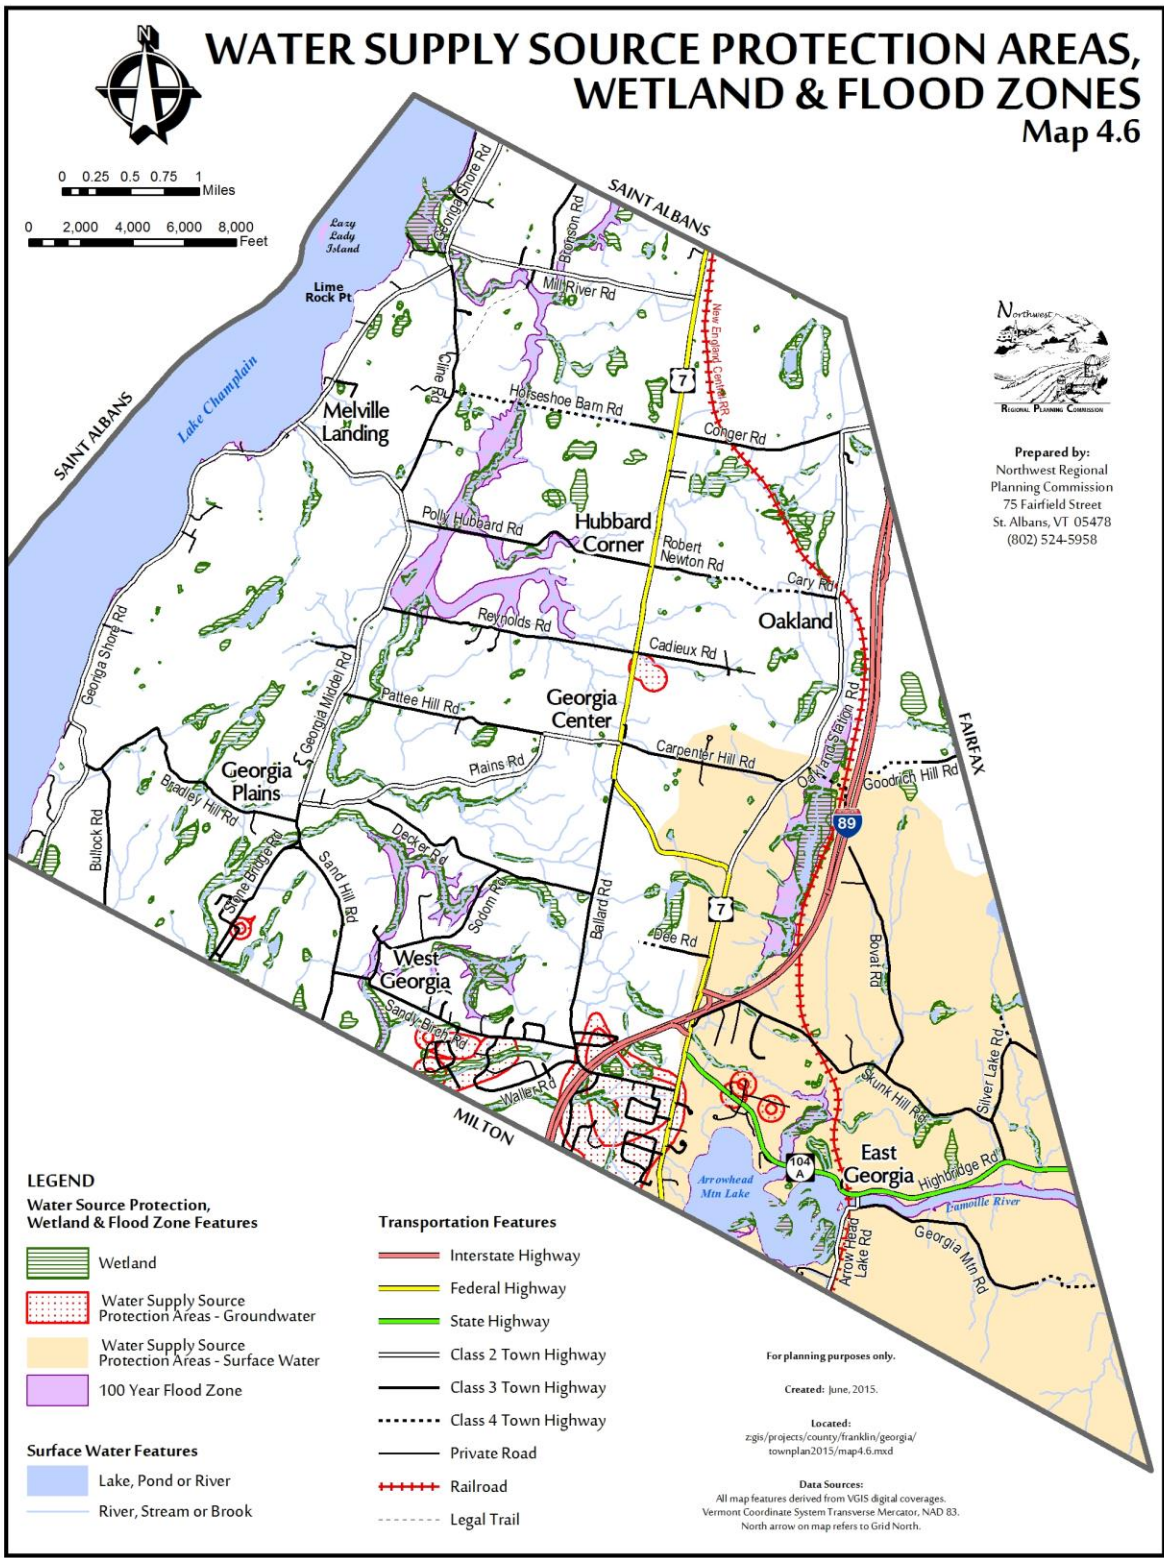 WATER SUPPLY SOURCE PROTECTION AREAS,
WETLAND & FLOOD ZONES
Map 4.6
N
0 0.25 0.5 0.75 1
Miles
0 2,000 4,000 6,000 8,000
Feet
SAINT ALBANS
SAINT ALBANS
FAIRFAX
MILTON
Lazy
Lady
Island
Lime
Rock Pt
Lake Champlain
Georgia Shore Rd
Bronson Rd
Mill River Rd
New England Central RR
Cline Rd
7
Horseshoe Barn Rd
Conger Rd
Melville
Landing
Polly Hubbard Rd
Hubbard
Corner
Robert
Newton Rd
Cary Rd
Oakland
Reynolds Rd
Cadieux Rd
Georiga Shore Rd
Georgia Middel Rd
Pattee Hill Rd
Georgia
Center
Carpenter Hill Rd
Oakland Station Rd
Goodrich Hill Rd
Plains Rd
Georgia
Plains
Bradley Hill Rd
Bullock Rd
Stone Bridge Rd
Sand Hill Rd
Decker Rd
Sodom Rd
Ballard Rd
89
7
Dee Rd
Bovat Rd
West
Georgia
Sandy Birch Rd
Waller Rd
Skunk Hill Rd
Silver Lake Rd
East
Georgia
104
A
Highbridge Rd
Arrowhead
Mtn Lake
Lamoille River
Arrow Head
Lake Rd
Georgia Mtn Rd
Northwest
REGIONAL PLANNING COMMISSION
Prepared by:
Northwest Regional
Planning Commission
75 Fairfield Street
St. Albans, VT 05478
(802) 524-5958
LEGEND
Water Source Protection,
Wetland & Flood Zone Features
Wetland
Water Supply Source
Protection Areas - Groundwater
Water Supply Source
Protection Areas - Surface Water
100 Year Flood Zone
Surface Water Features
Lake, Pond or River
River, Stream or Brook
Transportation Features
Interstate Highway
Federal Highway
State Highway
Class 2 Town Highway
Class 3 Town Highway
Class 4 Town Highway
Private Road
Railroad
Legal Trail
For planning purposes only.
Created: June, 2015.
Located:
z:gis/projects/county/franklin/georgia/
townplan2015/map4.6.mxd
Data Sources:
All map features derived from VGIS digital coverages.
Vermont Coordinate System Transverse Mercator, NAD 83.
North arrow on map refers to Grid North.